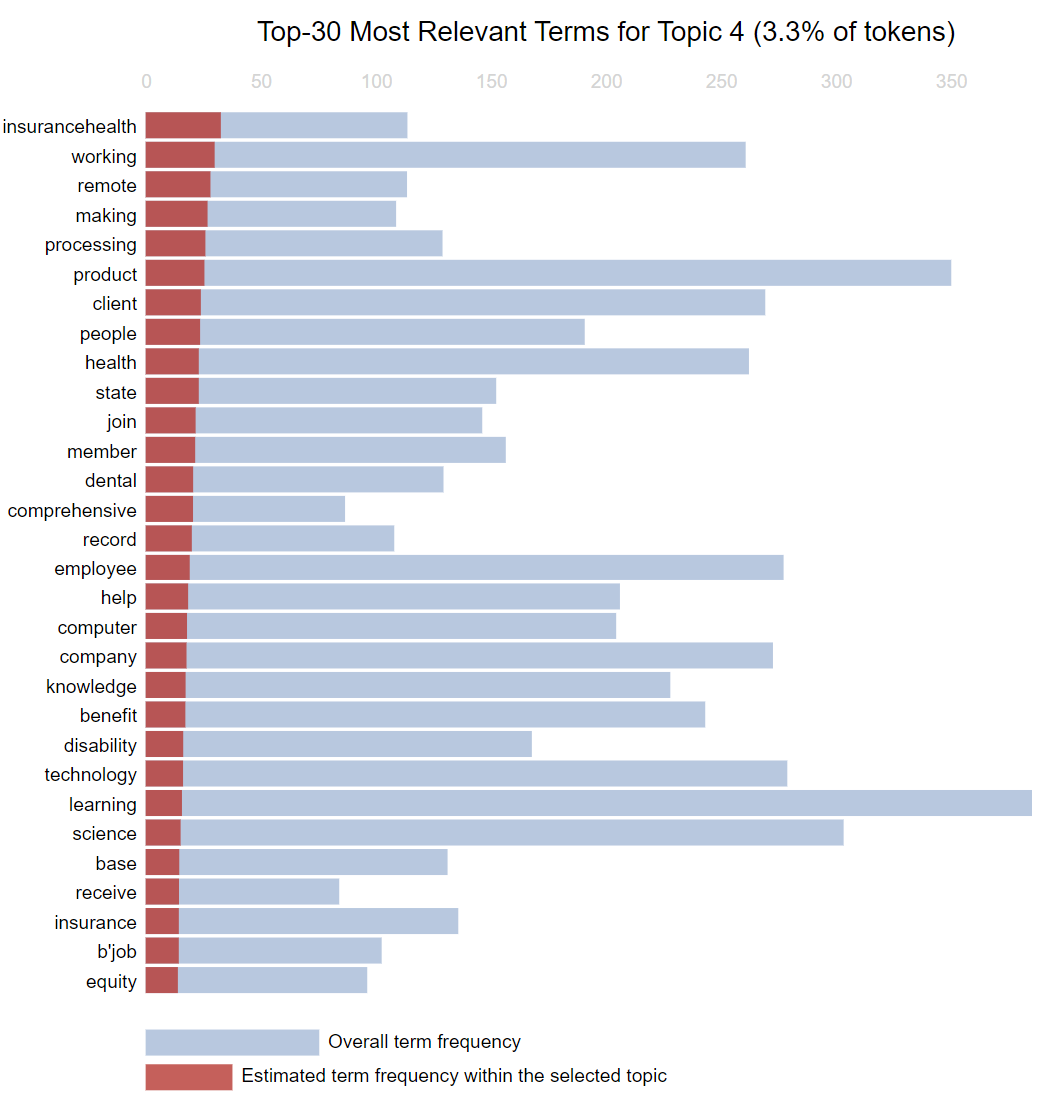 Top-30 Most Relevant Terms for Topic 4 (3.3% of tokens)
0 50 100 150 200 250 300 350
insurancehealth
working
remote
making
processing
product
client
people
health
state
join
member
dental
comprehensive
record
employee
help
computer
company
knowledge
benefit
disability
technology
learning
science
base
receive
insurance
b'job
equity
Overall term frequency
Estimated term frequency within the selected topic